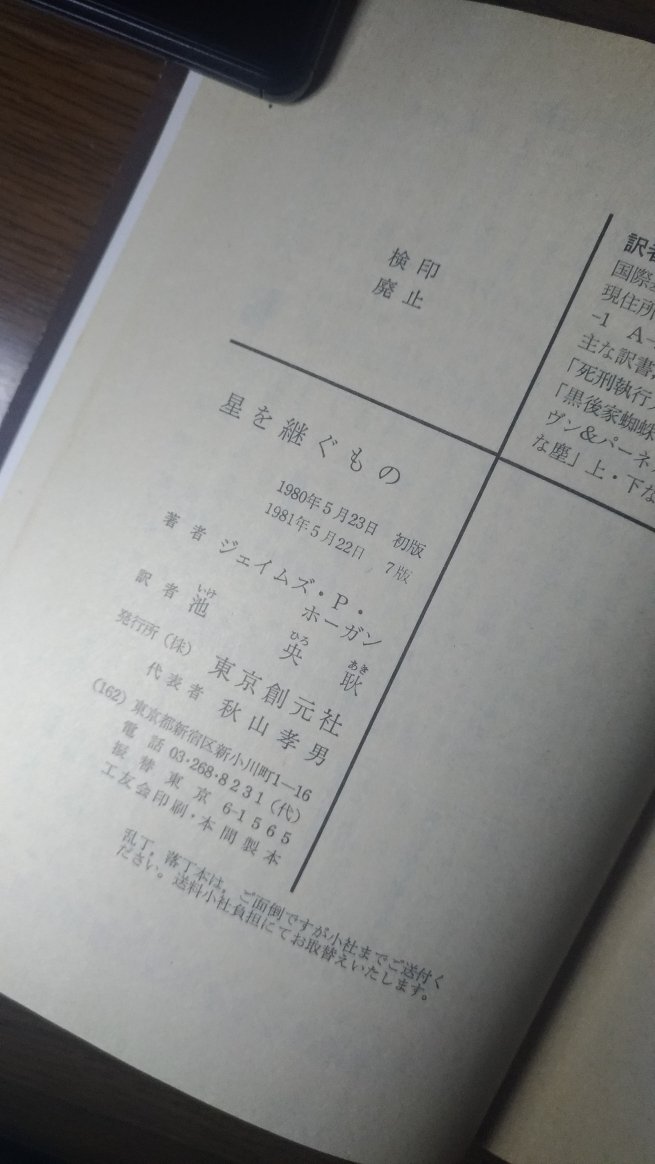 検印
廃止
星を継ぐもの
1980年5月23日 初版
1981年5月22日 7版
著者 ジェイムズ・P・
ホーガン
訳者 池央耿
いけ ひろ あき
発行所 (株) 東京創元社
代表者 秋山孝男
(162) 東京都新宿区新小川町1—16
電話 03・268・8231(代)
振替東京 6-1565
工友会印刷・本間製本
乱丁,落丁本は,ご面倒ですが小社までご送付く
ださい。送料小社負担にてお取替えいたします。
訳者
国際基
現住所
-1 A-
主な訳書
「死刑執行人
「黒後家蜘蛛
ヴン&パーネ
な塵」上・下な